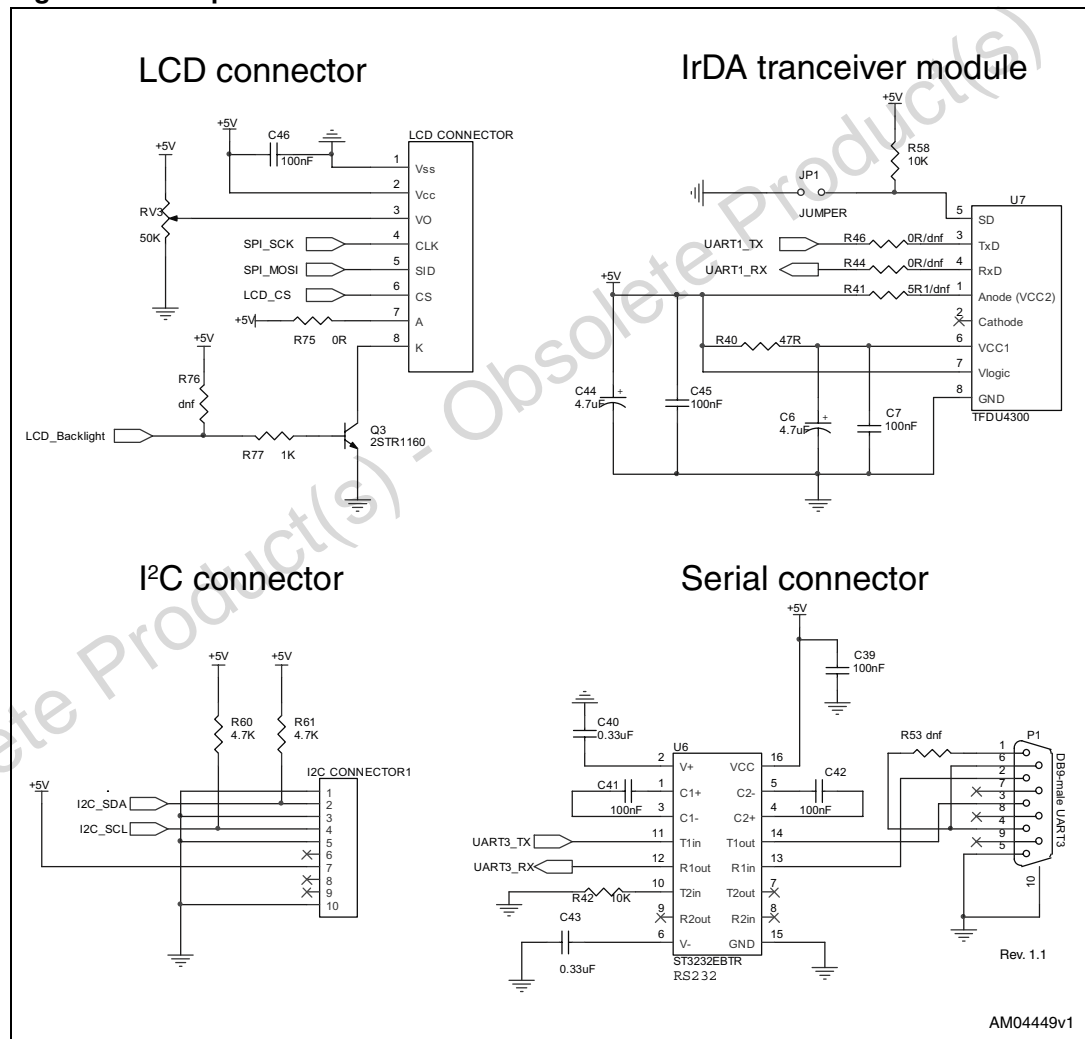 LCD connector
+5V
C46
100nF
+5V
RV3
50K
LCD CONNECTOR
1 Vss
2 Vcc
3 VO
SPI_SCK 4 CLK
SPI_MOSI 5 SID
LCD_CS 6 CS
+5V R75 0R 7 A
8 K
+5V
R76
dnf
LCD_Backlight
R77 1K
Q3
2STR1160
IrDA tranceiver module
+5V
R58
10K
JP1
JUMPER
U7
5 SD
UART1_TX R46 0R/dnf 3 TxD
UART1_RX R44 0R/dnf 4 RxD
+5V
R41 5R1/dnf 1 Anode (VCC2)
2 Cathode
R40 47R 6 VCC1
7 Vlogic
8 GND
TFDU4300
C44
4.7uF
+
C45
100nF
C6
4.7uF
+
C7
100nF
I²C connector
+5V
+5V
+5V
R60
4.7K
R61
4.7K
I2C CONNECTOR1
I2C_SDA
I2C_SCL
1
2
3
4
5
6
7
8
9
10
Serial connector
+5V
C39
100nF
C40
0.33uF
U6
2 V+ VCC 16
C41
100nF
1 C1+ C2- 5
3 C1- C2+ 4
C42
100nF
UART3_TX 11 T1in T1out 14
UART3_RX 12 R1out R1in 13
R42 10K 10 T2in T2out 7
9 R2out R2in 8
6 V- GND 15
C43
0.33uF
ST3232EBTR
RS232
R53 dnf
P1
1
6
2
7
3
8
4
9
5
10
DB9-male UART3
Rev. 1.1
AM04449v1
Obsolete Product(s) - Obsolete Product(s)